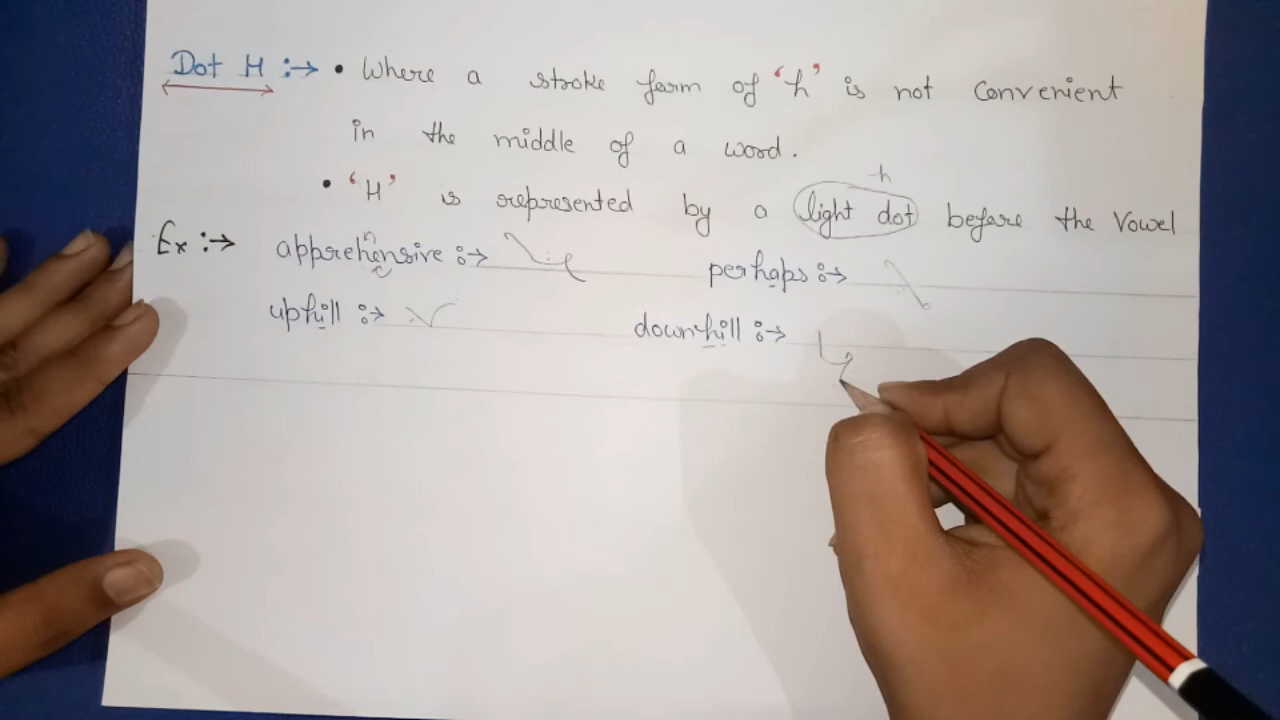 Dot H :→ • Where a stroke form of 'h' is not convenient
in the middle of a word.
h
• 'H' is represented by a light dot before the Vowel
Ex :→ apprehensive :→ perhaps :→
uphill :→ downhill :→